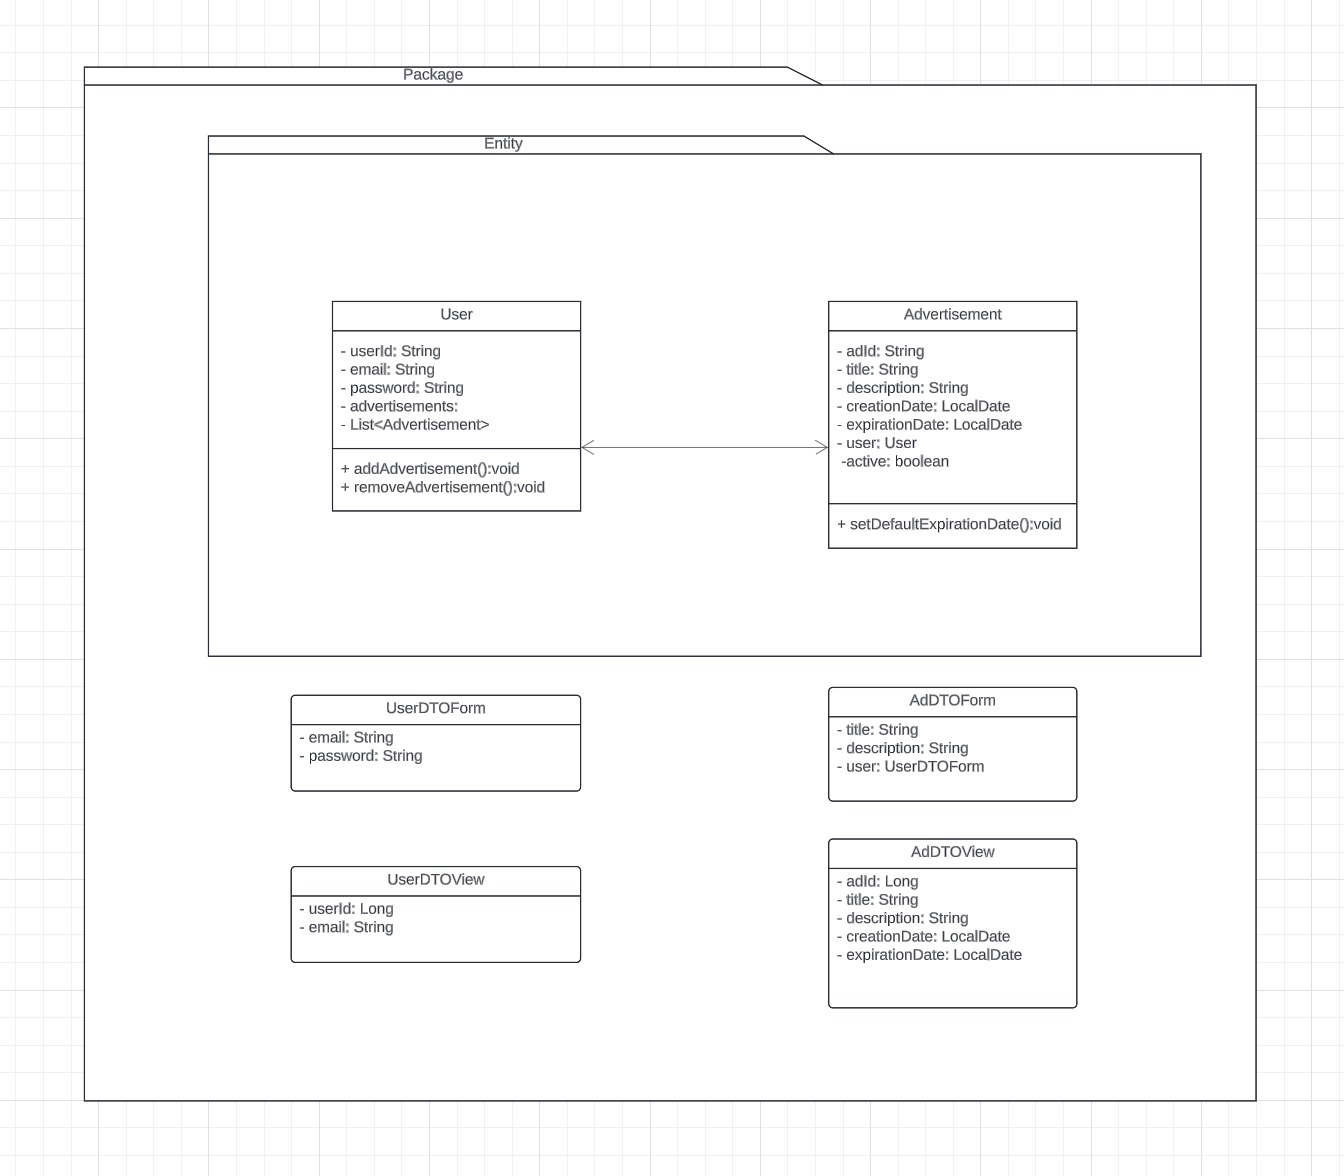 Package
Entity
User
- userId: String
- email: String
- password: String
- advertisements:
- List<Advertisement>
+ addAdvertisement():void
+ removeAdvertisement():void
Advertisement
- adId: String
- title: String
- description: String
- creationDate: LocalDate
- expirationDate: LocalDate
- user: User
-active: boolean
+ setDefaultExpirationDate():void
UserDTOForm
- email: String
- password: String
AdDTOForm
- title: String
- description: String
- user: UserDTOForm
UserDTOView
- userId: Long
- email: String
AdDTOView
- adId: Long
- title: String
- description: String
- creationDate: LocalDate
- expirationDate: LocalDate